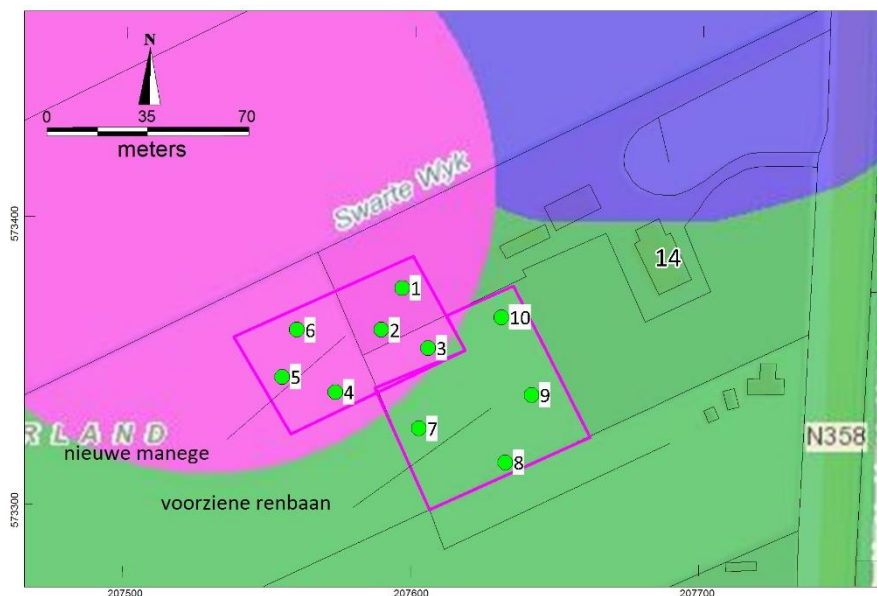 N
0 35 70
meters
573400
Swarte Wyk
14
1
2
10
6
3
5
4
9
7
8
RLAND
nieuwe manege
N358
voorziene renbaan
573300
207500 207600 207700